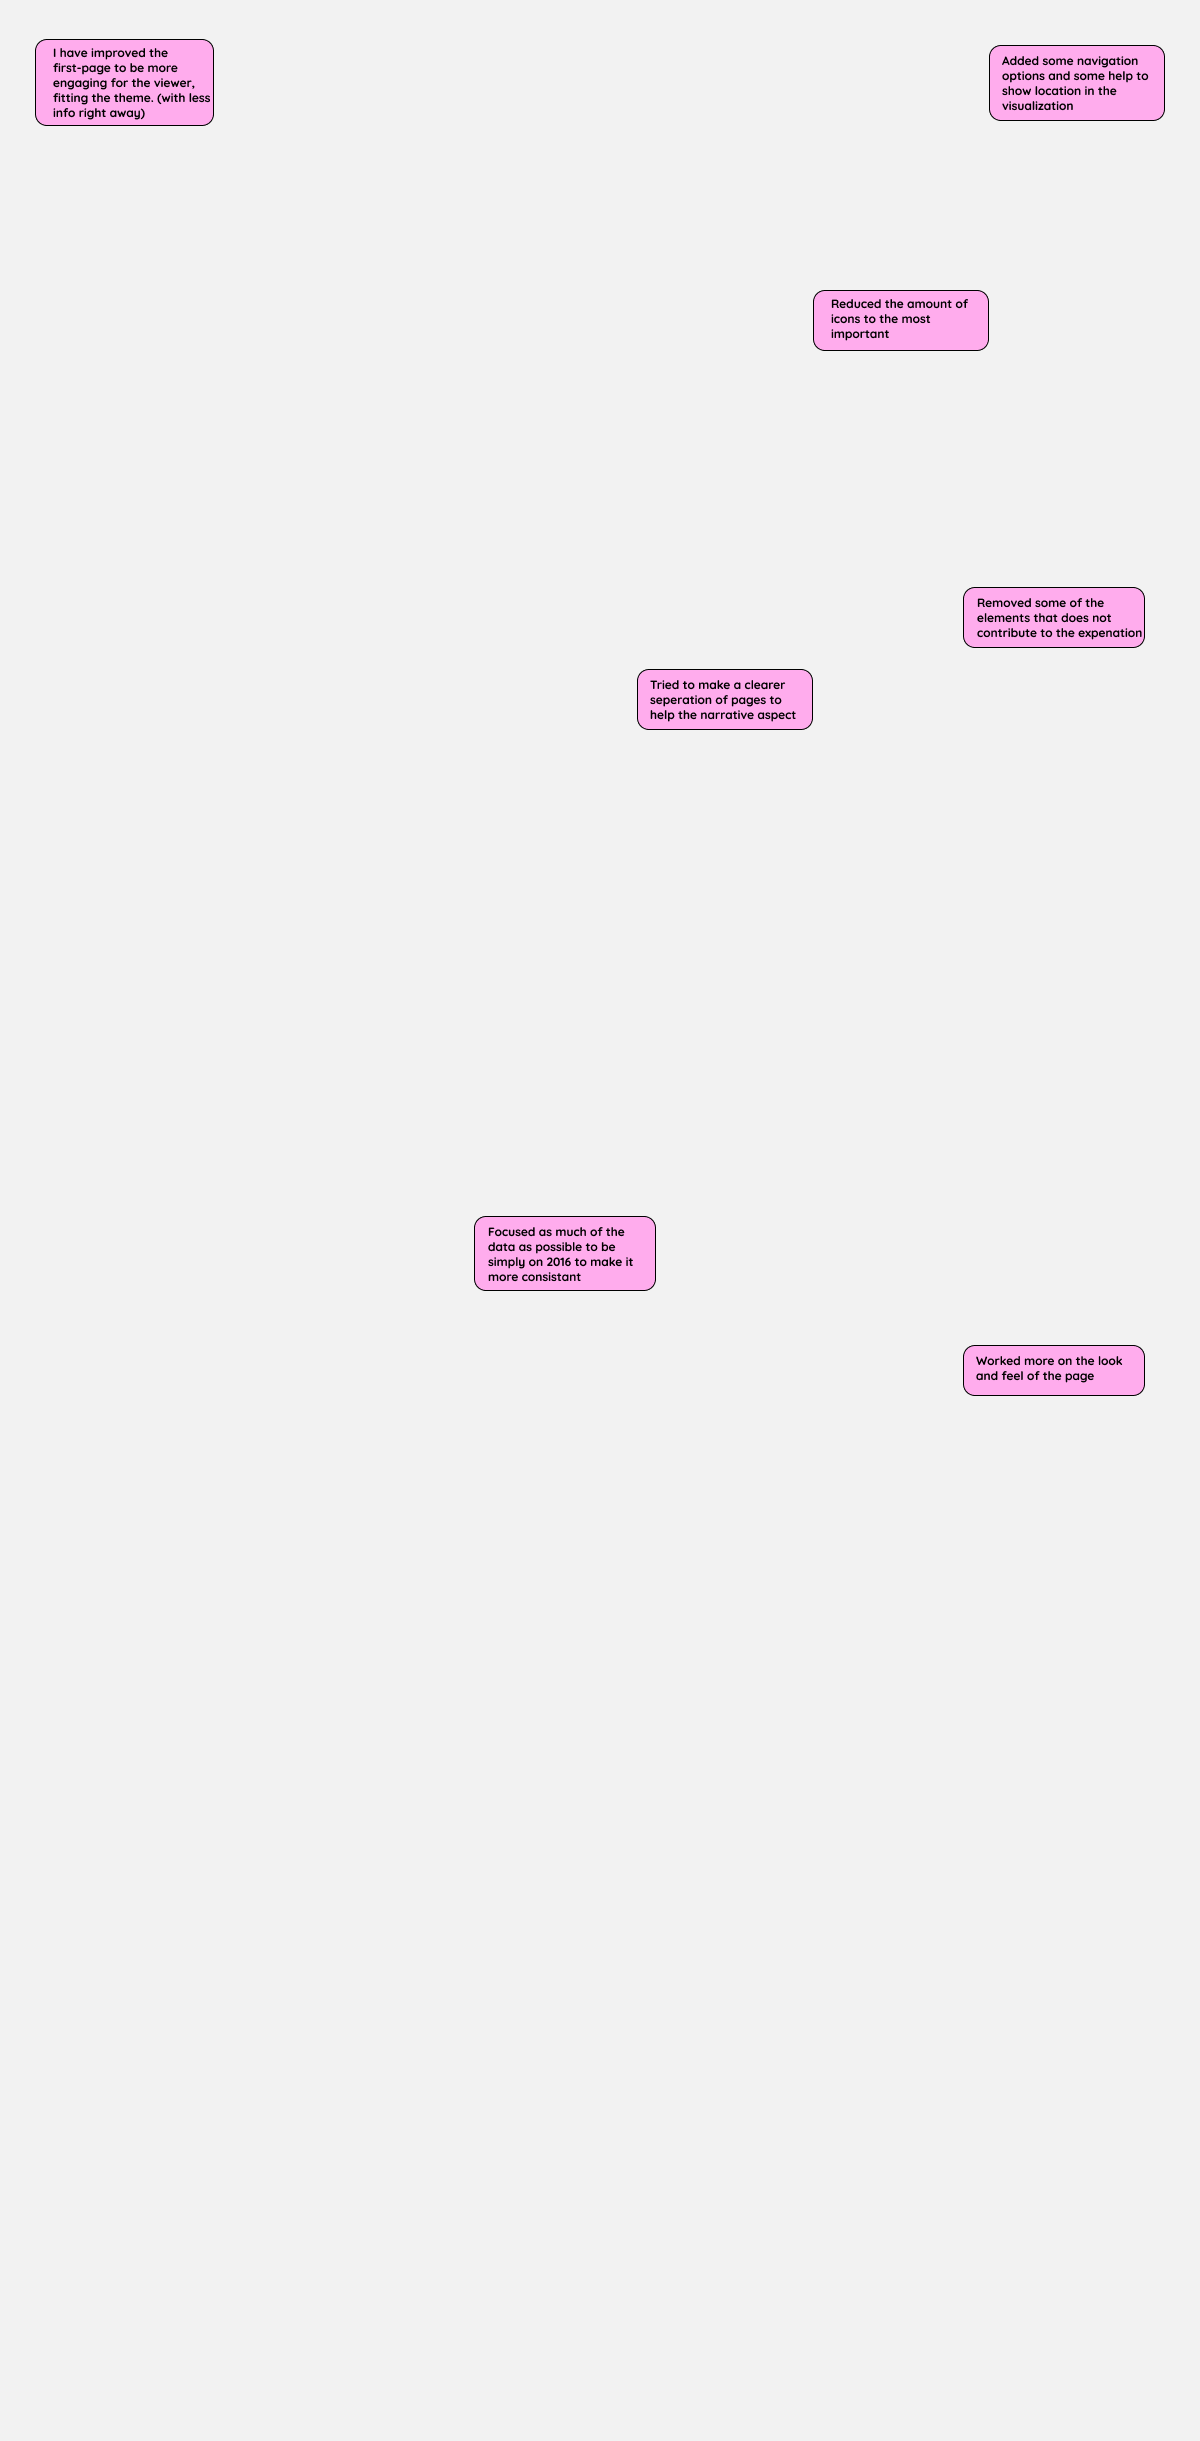 I have improved the
first-page to be more
engaging for the viewer,
fitting the theme. (with less
info right away)
Added some navigation
options and some help to
show location in the
visualization
Reduced the amount of
icons to the most
important
Removed some of the
elements that does not
contribute to the expenation
Tried to make a clearer
seperation of pages to
help the narrative aspect
Focused as much of the
data as possible to be
simply on 2016 to make it
more consistant
Worked more on the look
and feel of the page